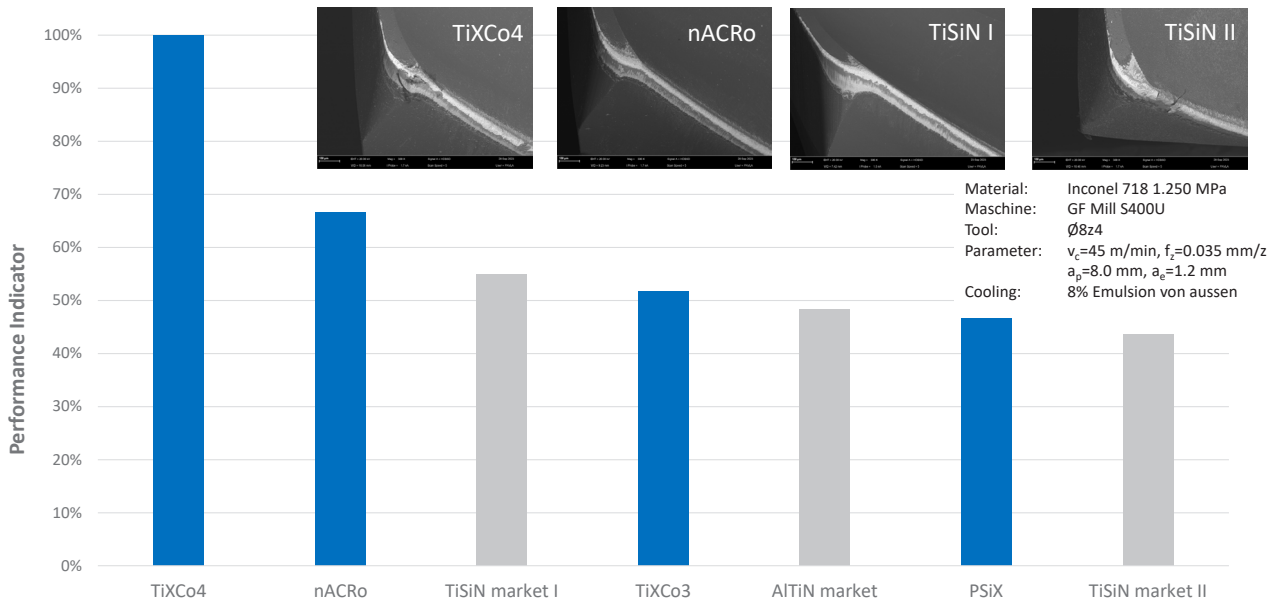 TiXCo4
nACRo
TiSiN I
TiSiN II
100%
90%
80%
70%
60%
50%
40%
30%
20%
10%
0%
Performance Indicator
Material: Inconel 718 1.250 MPa
Maschine: GF Mill S400U
Tool: Ø8z4
Parameter: vc=45 m/min, fz=0.035 mm/z
ap=8.0 mm, ae=1.2 mm
Cooling: 8% Emulsion von aussen
TiXCo4
nACRo
TiSiN market I
TiXCo3
AlTiN market
PSiX
TiSiN market II